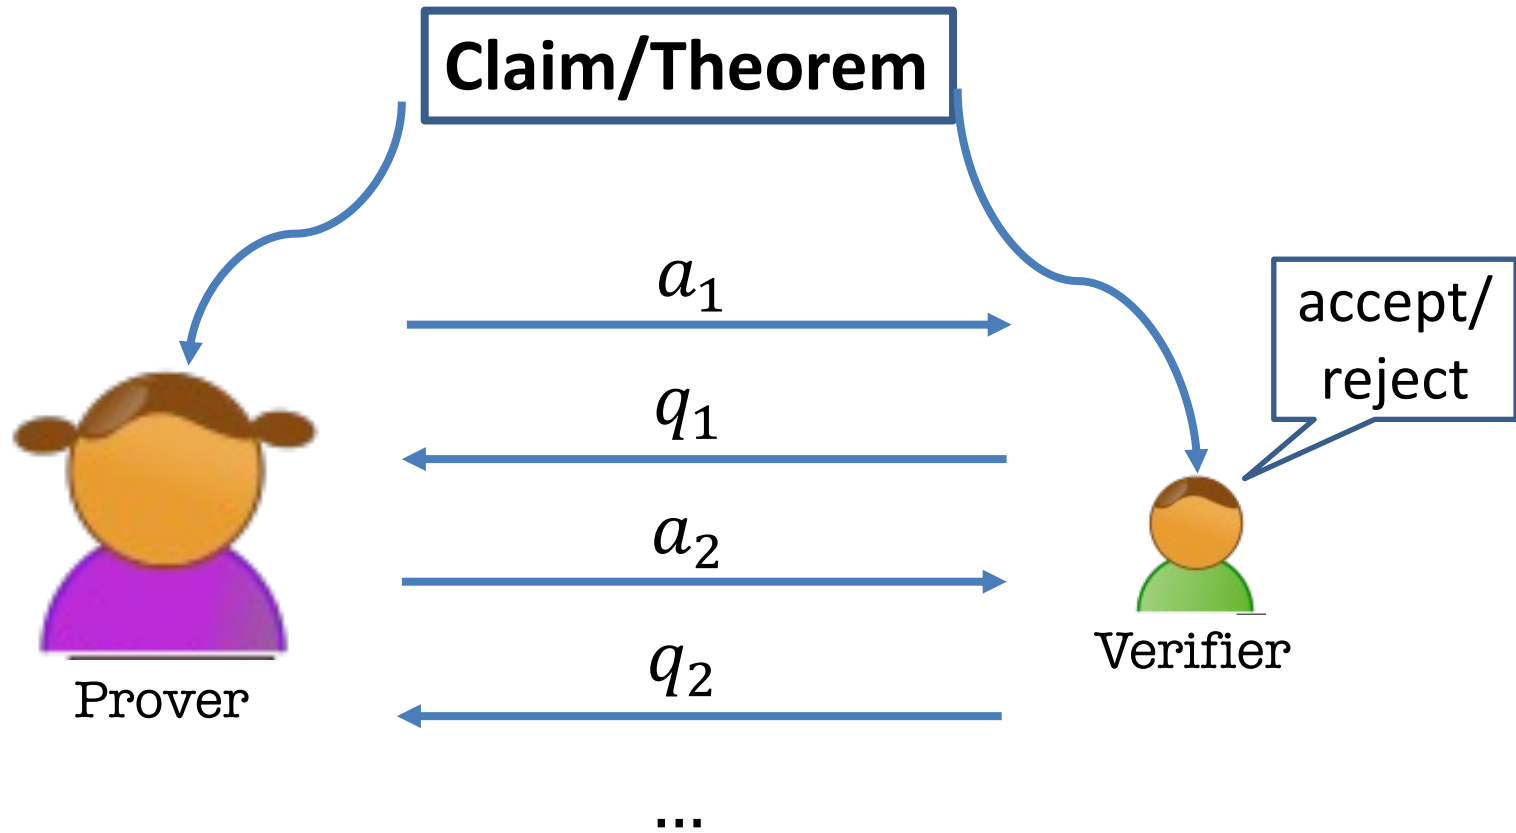 Claim/Theorem
a₁
accept/
reject
q₁
a₂
Verifier
q₂
Prover
...